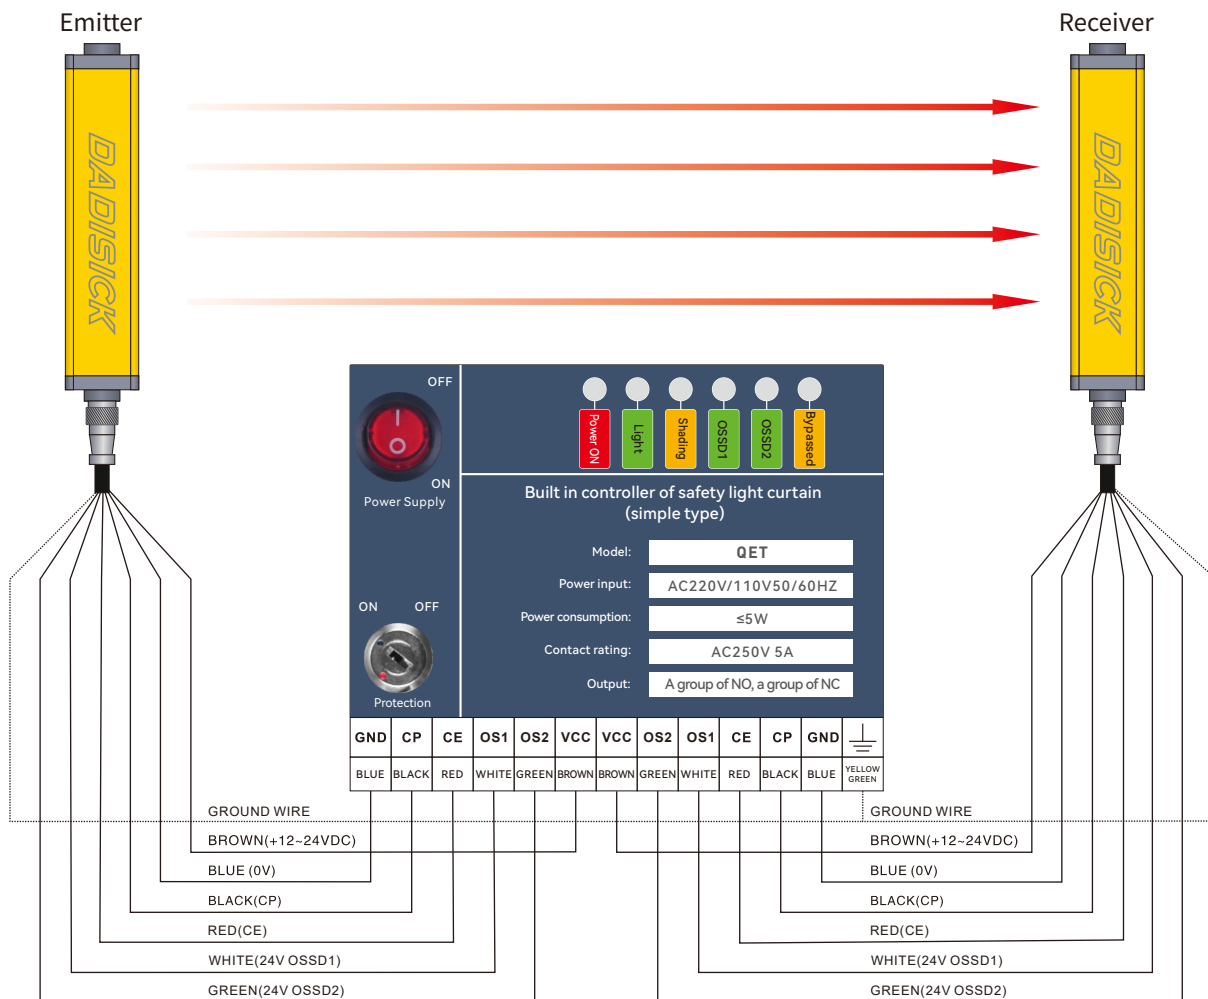 Emitter
Receiver
DADISICK
DADISICK
OFF
ON
Power Supply
ON OFF
Protection
Power ON
Light
Shading
OSSD1
OSSD2
Bypassed
Built in controller of safety light curtain
(simple type)
Model: QET
Power input: AC220V/110V50/60HZ
Power consumption: ≤5W
Contact rating: AC250V 5A
Output: A group of NO, a group of NC
GND CP CE OS1 OS2 VCC VCC OS2 OS1 CE CP GND
BLUE BLACK RED WHITE GREEN BROWN BROWN GREEN WHITE RED BLACK BLUE YELLOW
GREEN
GROUND WIRE
BROWN(+12~24VDC)
BLUE (0V)
BLACK(CP)
RED(CE)
WHITE(24V OSSD1)
GREEN(24V OSSD2)
GROUND WIRE
BROWN(+12~24VDC)
BLUE (0V)
BLACK(CP)
RED(CE)
WHITE(24V OSSD1)
GREEN(24V OSSD2)